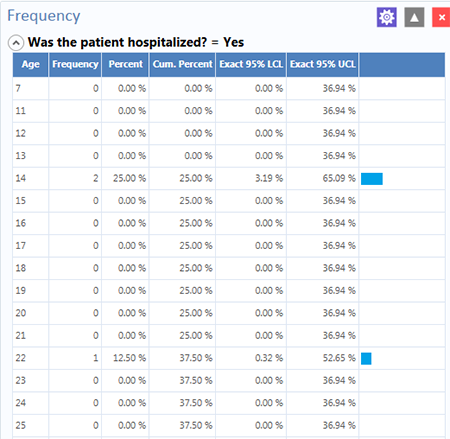 Frequency
Was the patient hospitalized? = Yes
Age Frequency Percent Cum. Percent Exact 95% LCL Exact 95% UCL
7 0 0.00 % 0.00 % 0.00 % 36.94 %
11 0 0.00 % 0.00 % 0.00 % 36.94 %
12 0 0.00 % 0.00 % 0.00 % 36.94 %
13 0 0.00 % 0.00 % 0.00 % 36.94 %
14 2 25.00 % 25.00 % 3.19 % 65.09 %
15 0 0.00 % 25.00 % 0.00 % 36.94 %
16 0 0.00 % 25.00 % 0.00 % 36.94 %
17 0 0.00 % 25.00 % 0.00 % 36.94 %
18 0 0.00 % 25.00 % 0.00 % 36.94 %
19 0 0.00 % 25.00 % 0.00 % 36.94 %
20 0 0.00 % 25.00 % 0.00 % 36.94 %
21 0 0.00 % 25.00 % 0.00 % 36.94 %
22 1 12.50 % 37.50 % 0.32 % 52.65 %
23 0 0.00 % 37.50 % 0.00 % 36.94 %
24 0 0.00 % 37.50 % 0.00 % 36.94 %
25 0 0.00 % 37.50 % 0.00 % 36.94 %